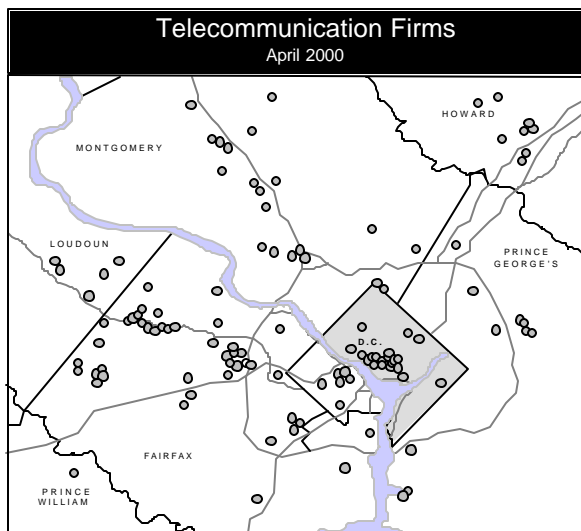 Telecommunication Firms
April 2000
HOWARD
MONTGOMERY
LOUDOUN
PRINCE
GEORGE'S
D.C.
FAIRFAX
PRINCE
WILLIAM